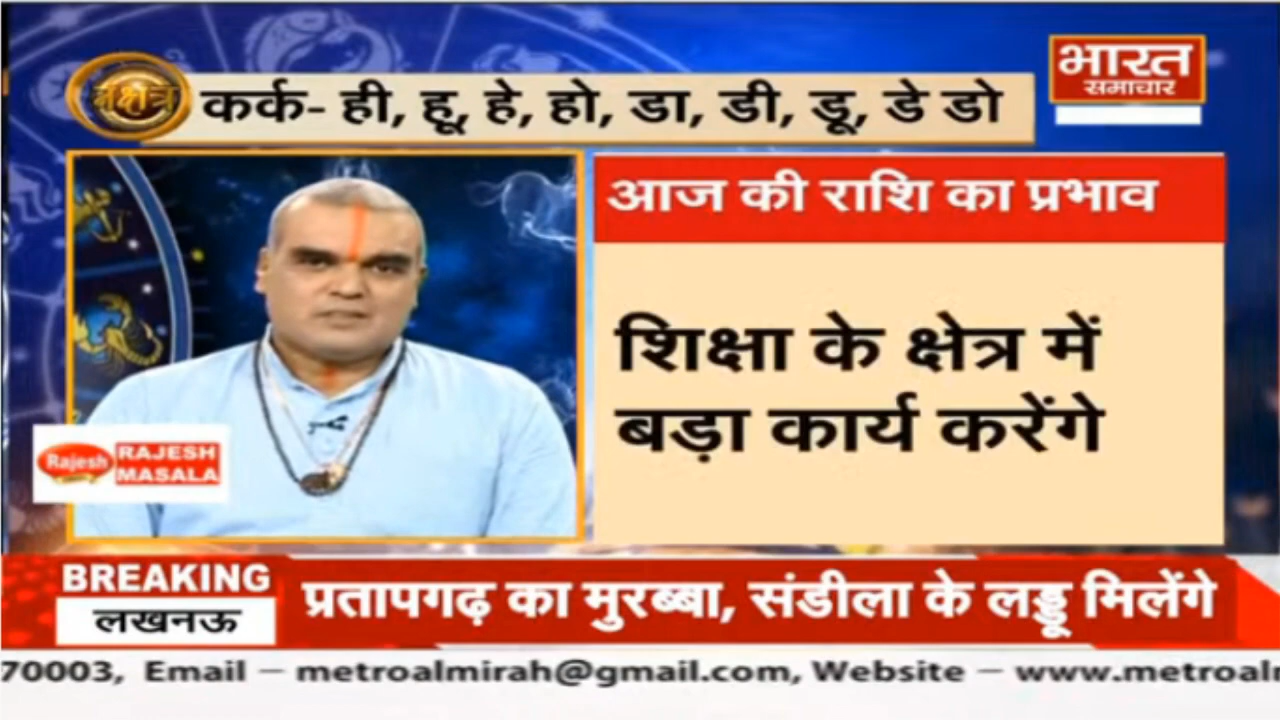 नक्षत्र
कर्क- ही, हू, हे, हो, डा, डी, डू, डे डो
भारत
समाचार
आज की राशि का प्रभाव
शिक्षा के क्षेत्र में
बड़ा कार्य करेंगे
Rajesh
RAJESH
MASALA
BREAKING
लखनऊ
प्रतापगढ़ का मुरब्बा, संडीला के लड्डू मिलेंगे
70003, Email – metroalmirah@gmail.com, Website – www.metroal